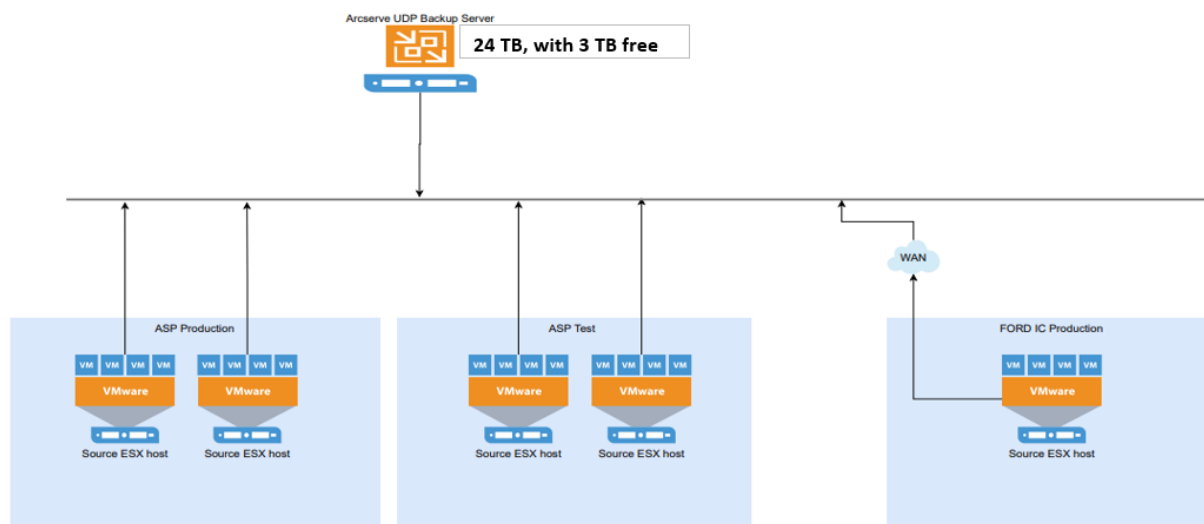 Arcserve UDP Backup Server
24 TB, with 3 TB free
WAN
ASP Production
ASP Test
FORD IC Production
VM VM VM VM
VM VM VM VM
VM VM VM VM
VM VM VM VM
VM VM VM VM
VMware
VMware
VMware
VMware
VMware
Source ESX host
Source ESX host
Source ESX host
Source ESX host
Source ESX host